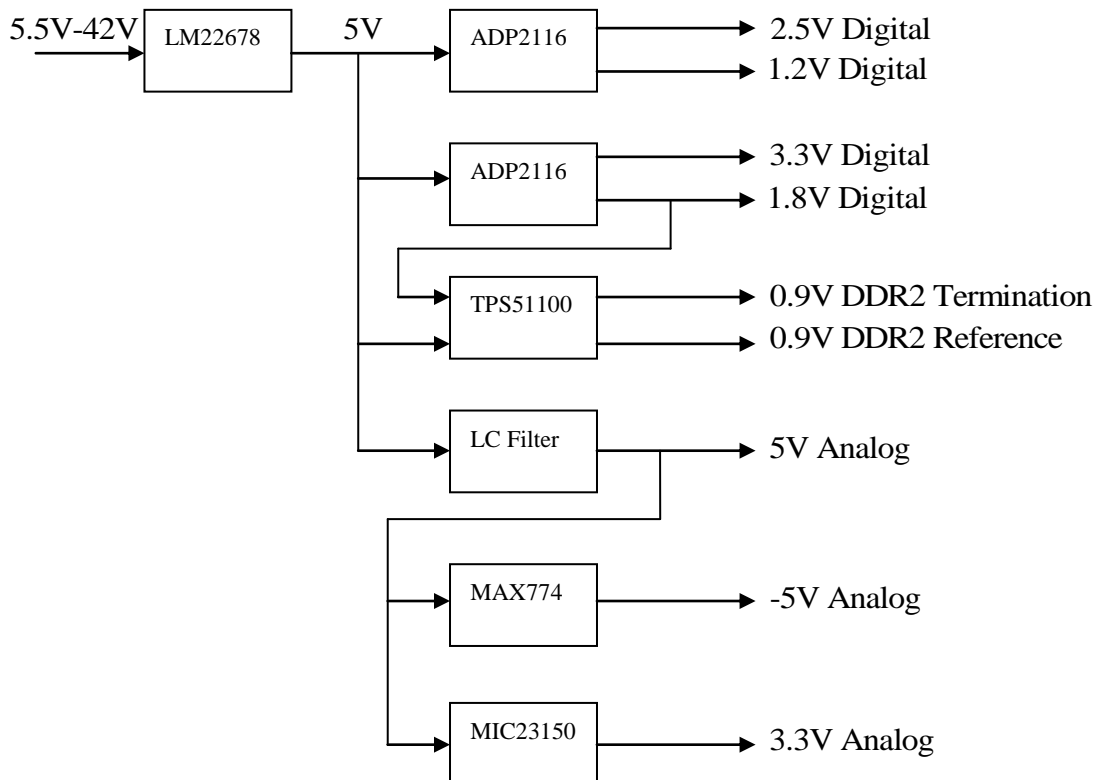 5.5V-42V
LM22678
5V
ADP2116
2.5V Digital
1.2V Digital
ADP2116
3.3V Digital
1.8V Digital
TPS51100
0.9V DDR2 Termination
0.9V DDR2 Reference
LC Filter
5V Analog
MAX774
-5V Analog
MIC23150
3.3V Analog